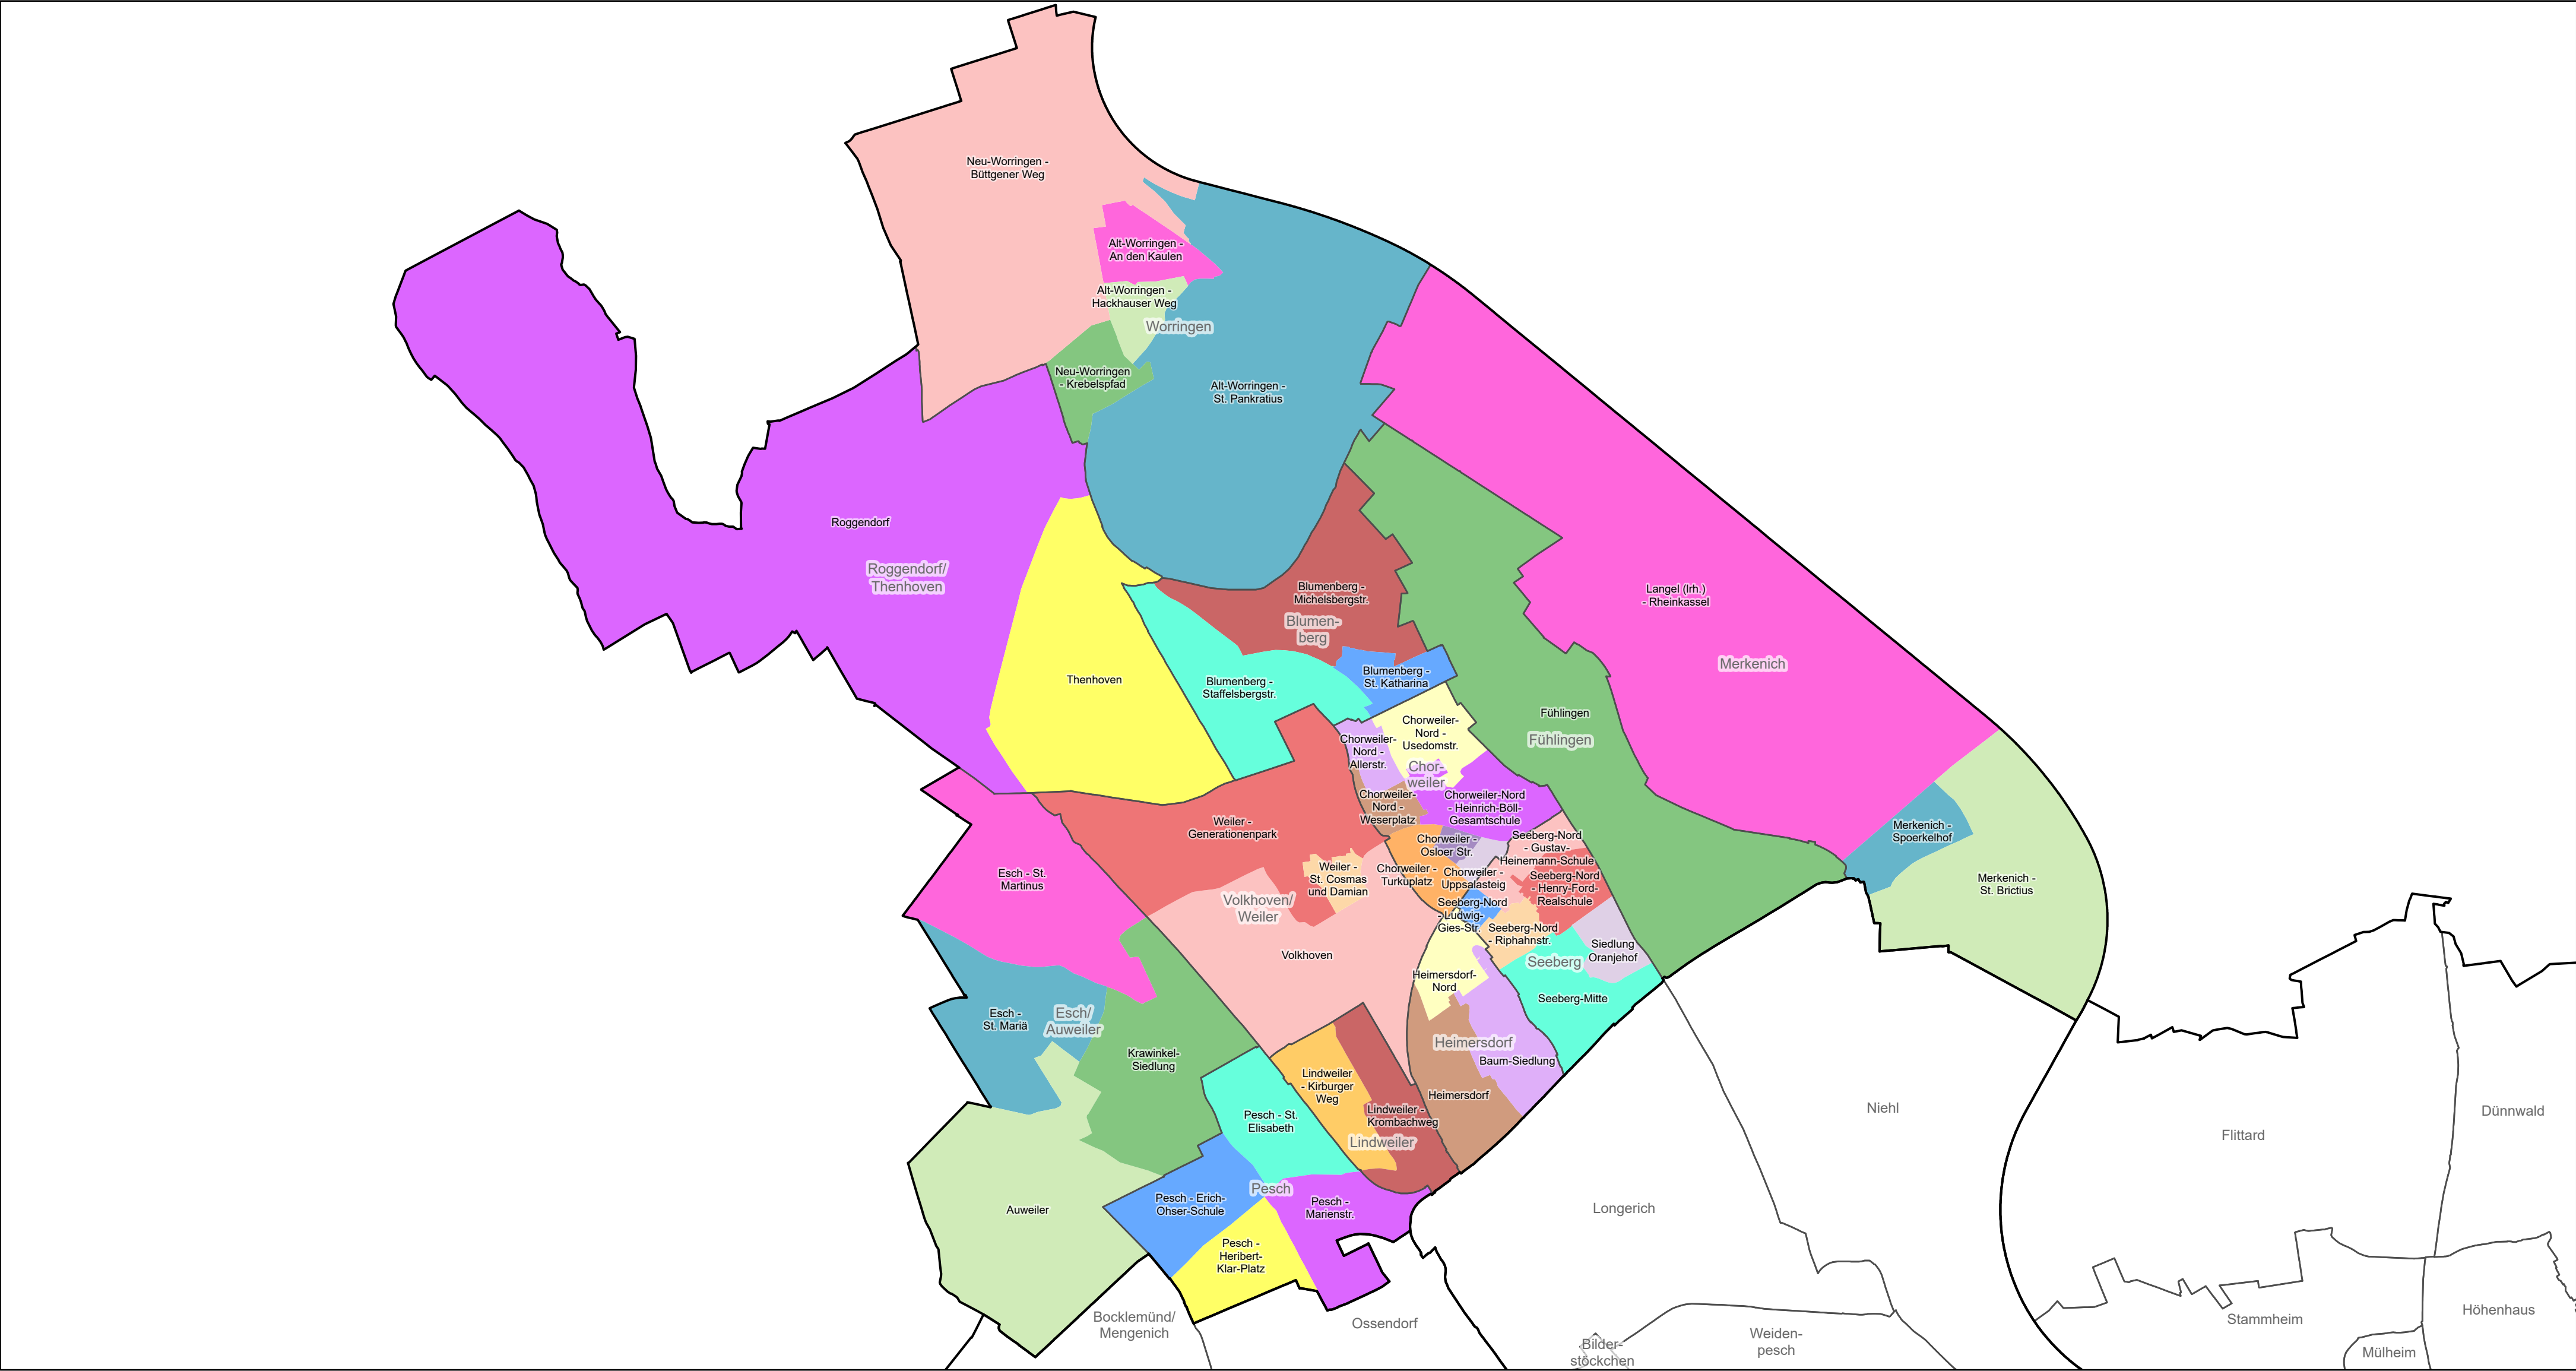 Neu-Worringen -
Büttgener Weg
Alt-Worringen -
An den Kaulen
Alt-Worringen -
Hackhauser Weg
Worringen
Neu-Worringen
- Krebelspfad
Alt-Worringen -
St. Pankratius
Roggendorf
Roggendorf/
Thenhoven
Thenhoven
Blumenberg -
Michelsbergstr.
Blumen-
berg
Blumenberg -
St. Katharina
Blumenberg -
Staffelsbergstr.
Langel (lrh.)
- Rheinkassel
Merkenich
Fühlingen
Fühlingen
Chorweiler-
Nord -
Usedomstr.
Chorweiler-
Nord -
Allerstr.
Chor-
weiler
Chorweiler-
Nord -
Weserplatz
Chorweiler-Nord
- Heinrich-Böll-
Gesamtschule
Weiler -
Generationenpark
Chorweiler -
Osloer Str.
Seeberg-Nord
- Gustav-
Heinemann-Schule
Merkenich -
Spoerkelhof
Merkenich -
St. Brictius
Esch - St.
Martinus
Weiler -
St. Cosmas
und Damian
Chorweiler -
Turkuplatz
Chorweiler -
Uppsalasteig
Seeberg-Nord
- Henry-Ford-
Realschule
Volkhoven/
Weiler
Seeberg-Nord
- Ludwig-
Gies-Str.
Seeberg-Nord
- Riphahnstr.
Siedlung
Oranjehof
Volkhoven
Seeberg
Heimersdorf-
Nord
Seeberg-Mitte
Esch -
St. Mariä
Esch/
Auweiler
Krawinkel-
Siedlung
Heimersdorf
Baum-Siedlung
Heimersdorf
Lindweiler
- Kirburger
Weg
Lindweiler -
Krombachweg
Lindweiler
Pesch - St.
Elisabeth
Pesch
Pesch - Erich-
Ohser-Schule
Pesch -
Marienstr.
Auweiler
Pesch -
Heribert-
Klar-Platz
Niehl
Longerich
Flittard
Dünnwald
Bocklemünd/
Mengenich
Ossendorf
Bilder-
stöckchen
Weiden-
pesch
Stammheim
Höhenhaus
Mülheim